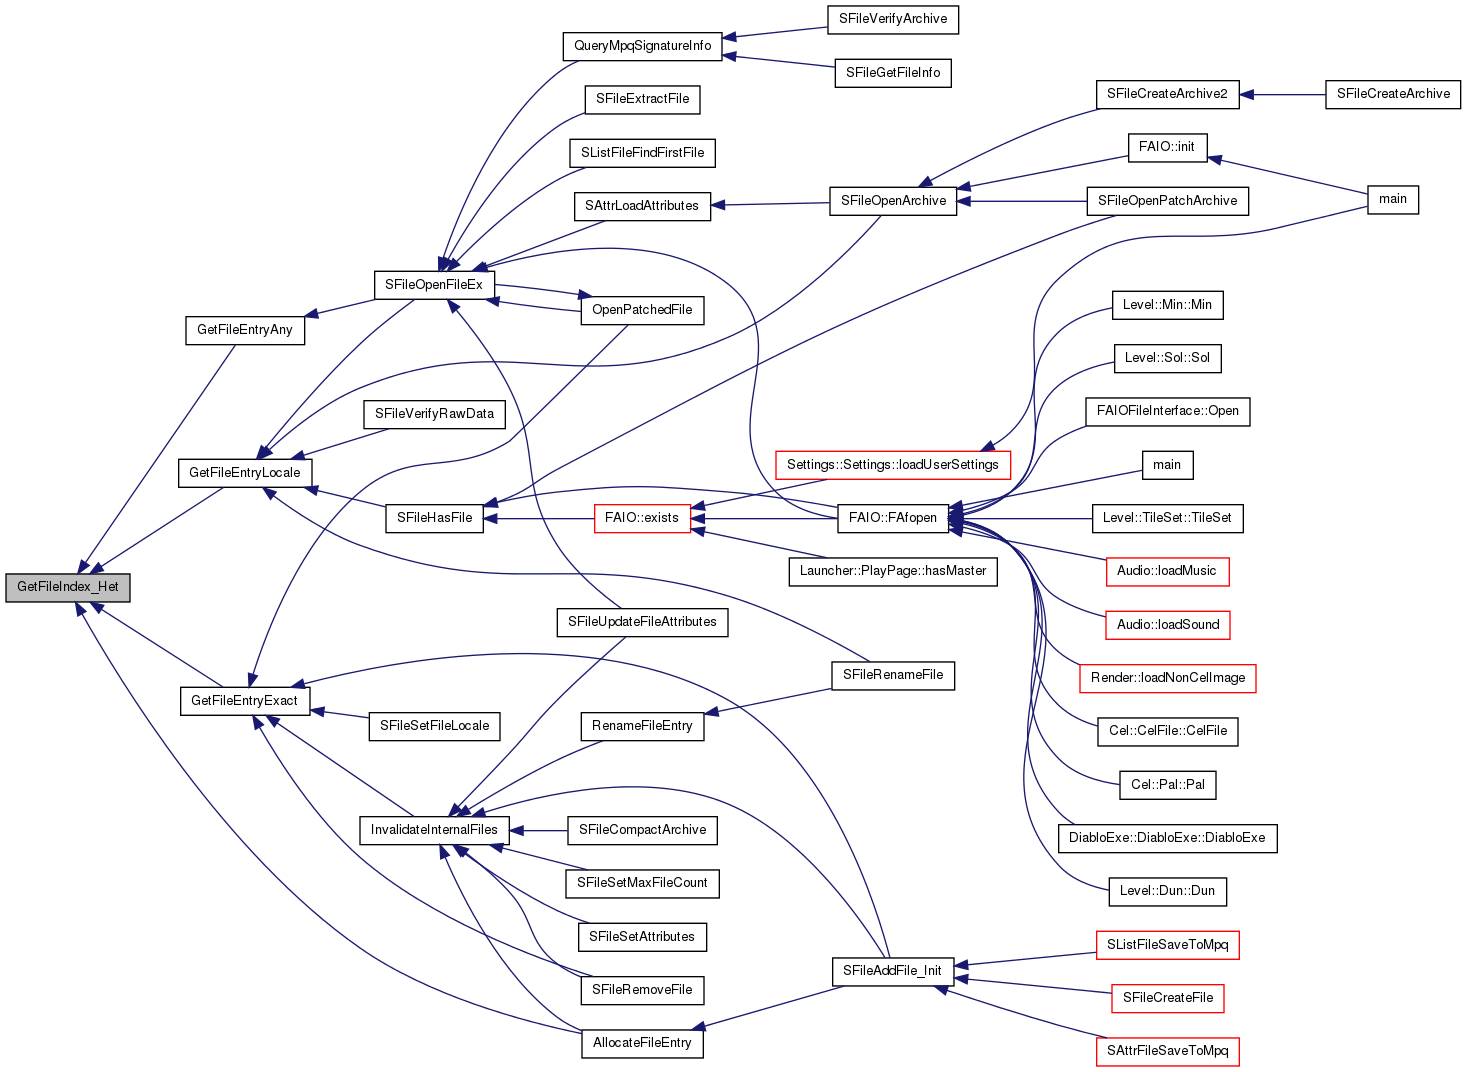 SFileVerifyArchive
QueryMpqSignatureInfo
SFileGetFileInfo
SFileExtractFile
SFileCreateArchive2
SFileCreateArchive
SListFileFindFirstFile
FAIO::init
SAttrLoadAttributes
SFileOpenArchive
SFileOpenPatchArchive
main
SFileOpenFileEx
OpenPatchedFile
Level::Min::Min
GetFileEntryAny
Level::Sol::Sol
SFileVerifyRawData
FAIOFileInterface::Open
GetFileEntryLocale
Settings::Settings::loadUserSettings
main
SFileHasFile
FAIO::exists
FAIO::FAfopen
Level::TileSet::TileSet
GetFileIndex_Het
Launcher::PlayPage::hasMaster
Audio::loadMusic
SFileUpdateFileAttributes
Audio::loadSound
SFileRenameFile
Render::loadNonCelImage
GetFileEntryExact
SFileSetFileLocale
RenameFileEntry
Cel::CelFile::CelFile
Cel::Pal::Pal
InvalidateInternalFiles
SFileCompactArchive
DiabloExe::DiabloExe::DiabloExe
SFileSetMaxFileCount
Level::Dun::Dun
SFileSetAttributes
SListFileSaveToMpq
SFileAddFile_Init
SFileRemoveFile
SFileCreateFile
AllocateFileEntry
SAttrFileSaveToMpq